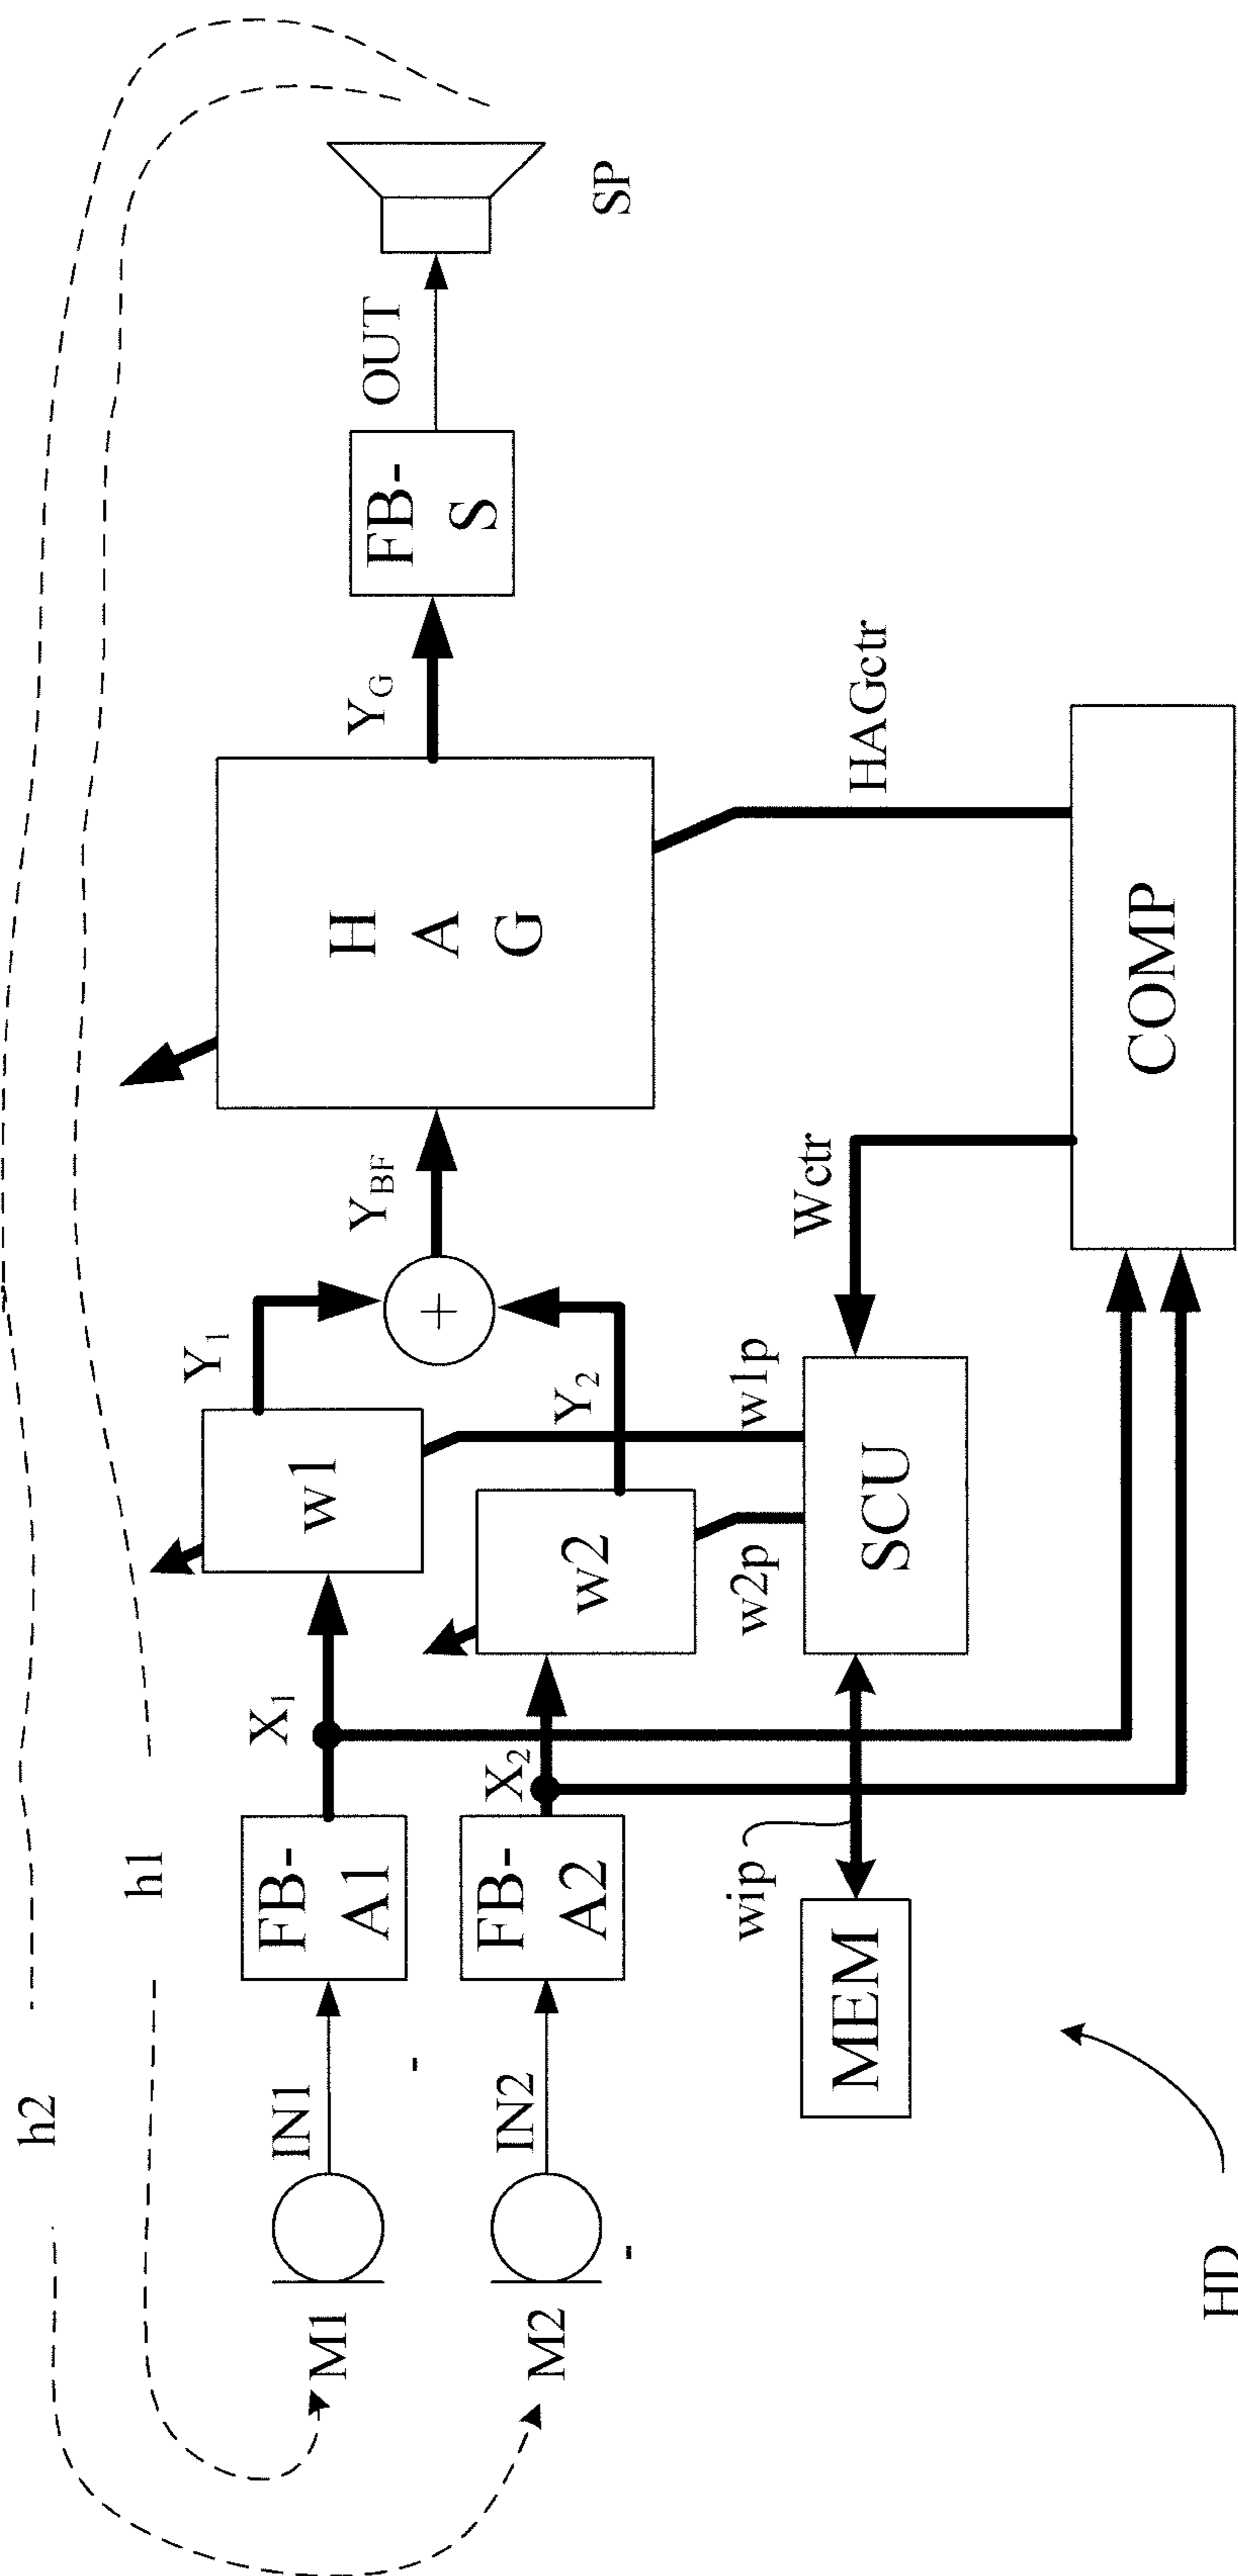 h2
h1
M1
IN1
FB-
A1
X1
w1
Y1
M2
IN2
FB-
A2
X2
w2
Y2
+
YBF
H
A
G
YG
FB-
S
OUT
SP
MEM
wip
SCU
w2p
w1p
Wctr
HAGctr
COMP
HD